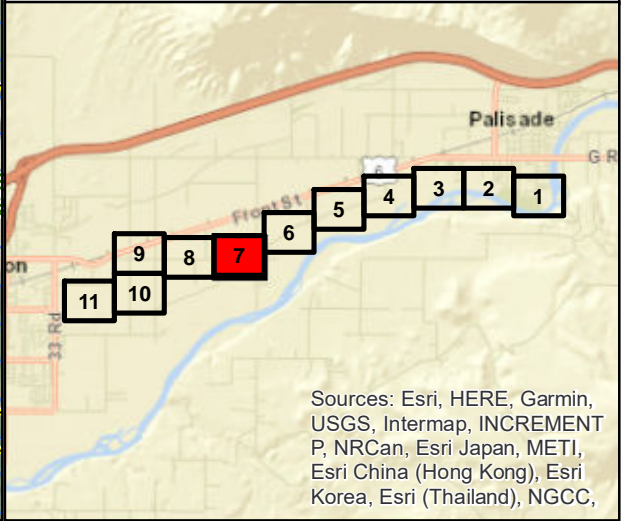 Palisade
G R
6
Front St
1
2
3
4
5
6
7
8
9
10
11
on
33 Rd
Sources: Esri, HERE, Garmin,
USGS, Intermap, INCREMENT
P, NRCan, Esri Japan, METI,
Esri China (Hong Kong), Esri
Korea, Esri (Thailand), NGCC,